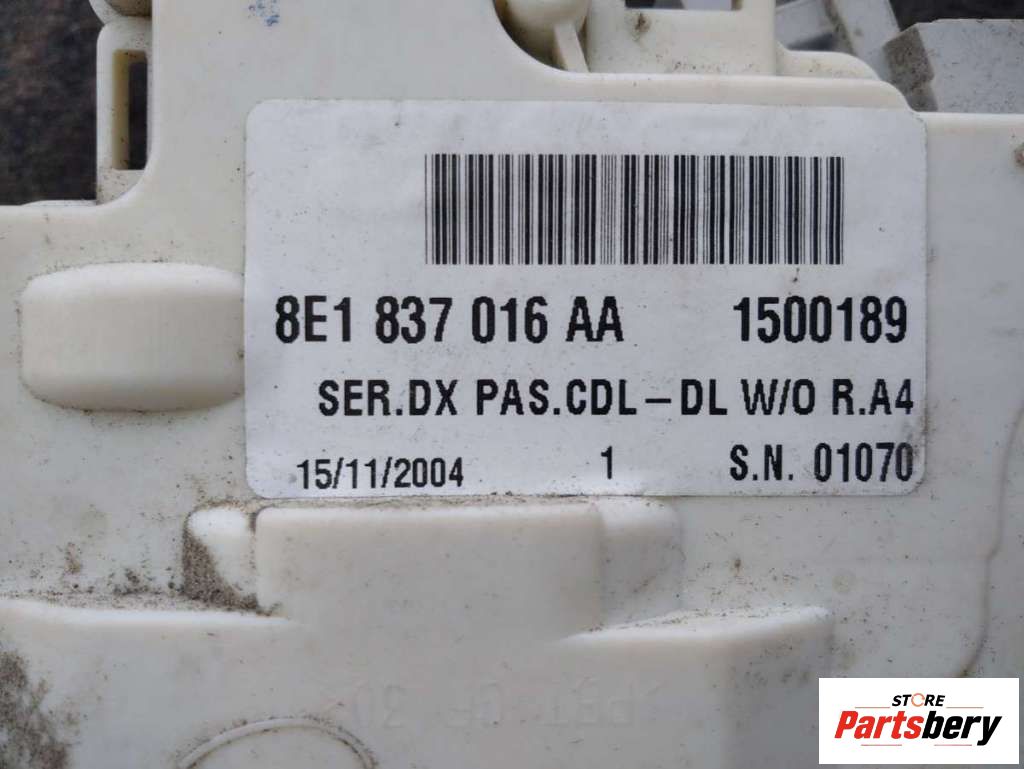 8E1 837 016 AA 1500189
SER.DX PAS.CDL-DL W/O R.A4
15/11/2004 1 S.N. 01070
STORE
Partsbery